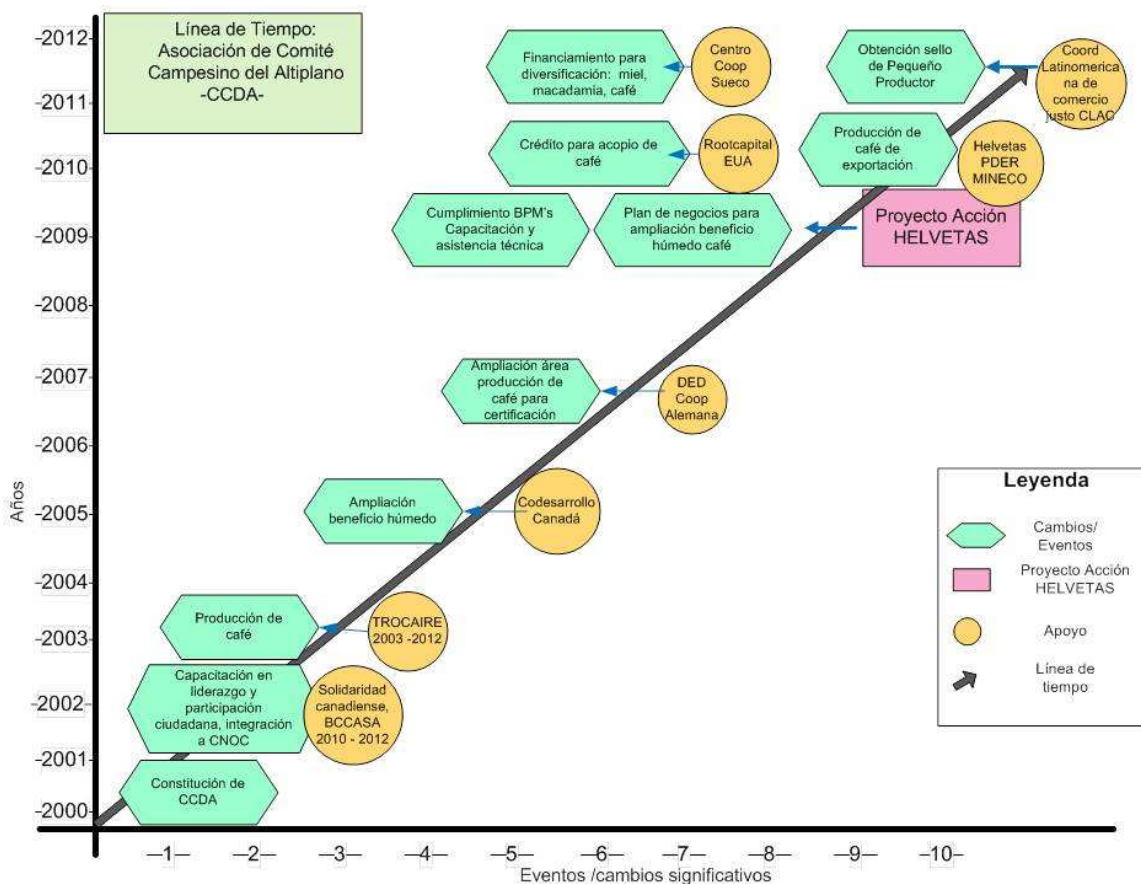 Línea de Tiempo:
Asociación de Comité
Campesino del Altiplano
-CCDA-
Años
–2012–
–2011–
–2010–
–2009–
–2008–
–2007–
–2006–
–2005–
–2004–
–2003–
–2002–
–2001–
–2000–
Financiamiento para
diversificación: miel,
macadamia, café
Centro
Coop
Sueco
Obtención sello
de Pequeño
Productor
Coord
Latinomerica
na de
comercio
justo CLAC
Crédito para acopio de
café
Rootcapital
EUA
Producción de
café de
exportación
Helvetas
PDER
MINECO
Cumplimiento BPM's
Capacitación y
asistencia técnica
Plan de negocios para
ampliación beneficio
húmedo café
Proyecto Acción
HELVETAS
Ampliación área
producción de
café para
certificación
DED
Coop
Alemana
Ampliación
beneficio húmedo
Codesarrollo
Canadá
Producción de
café
TROCAIRE
2003 -2012
Capacitación en
liderazgo y
participación
ciudadana, integración
a CNOC
Solidaridad
canadiense,
BCCASA
2010 - 2012
Constitución de
CCDA
Leyenda
Cambios/
Eventos
Proyecto Acción
HELVETAS
Apoyo
Línea de
tiempo
–1– –2– –3– –4– –5– –6– –7– –8– –9– –10–
Eventos /cambios significativos